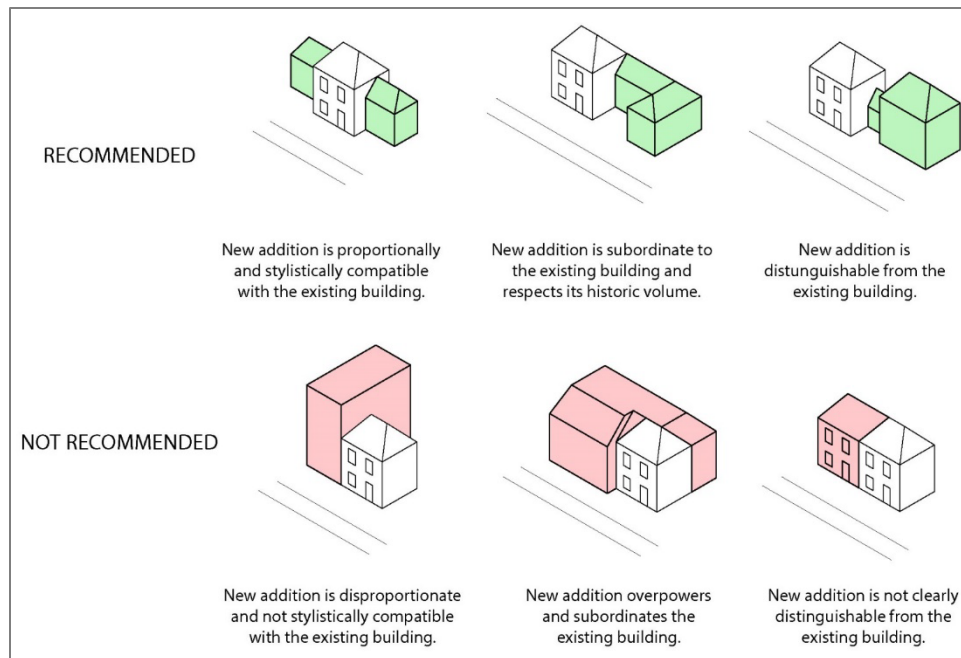 RECOMMENDED
New addition is proportionally
and stylistically compatible
with the existing building.
New addition is subordinate to
the existing building and
respects its historic volume.
New addition is
distunguishable from the
existing building.
NOT RECOMMENDED
New addition is disproportionate
and not stylistically compatible
with the existing building.
New addition overpowers
and subordinates the
existing building.
New addition is not clearly
distinguishable from the
existing building.